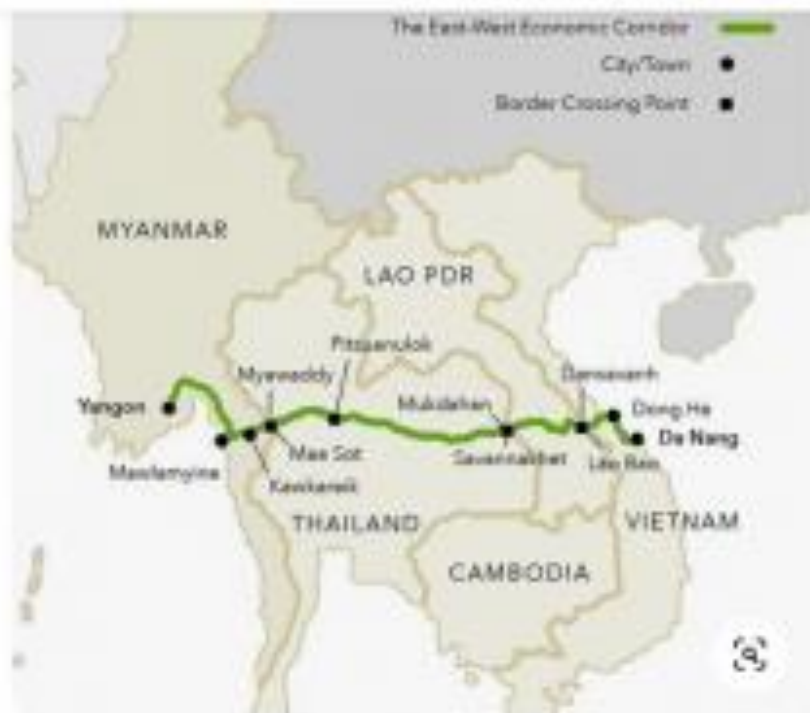 The East-West Economic Corridor
City/Town
Border Crossing Point
MYANMAR
LAO PDR
Pitsanulok
Myawaddy
Dansavanh
Yangon
Mukdahan
Dong Ha
Da Nang
Mae Sot
Savannakhet
Lao Bao
Mawlamyine
Kawkareik
THAILAND
VIETNAM
CAMBODIA